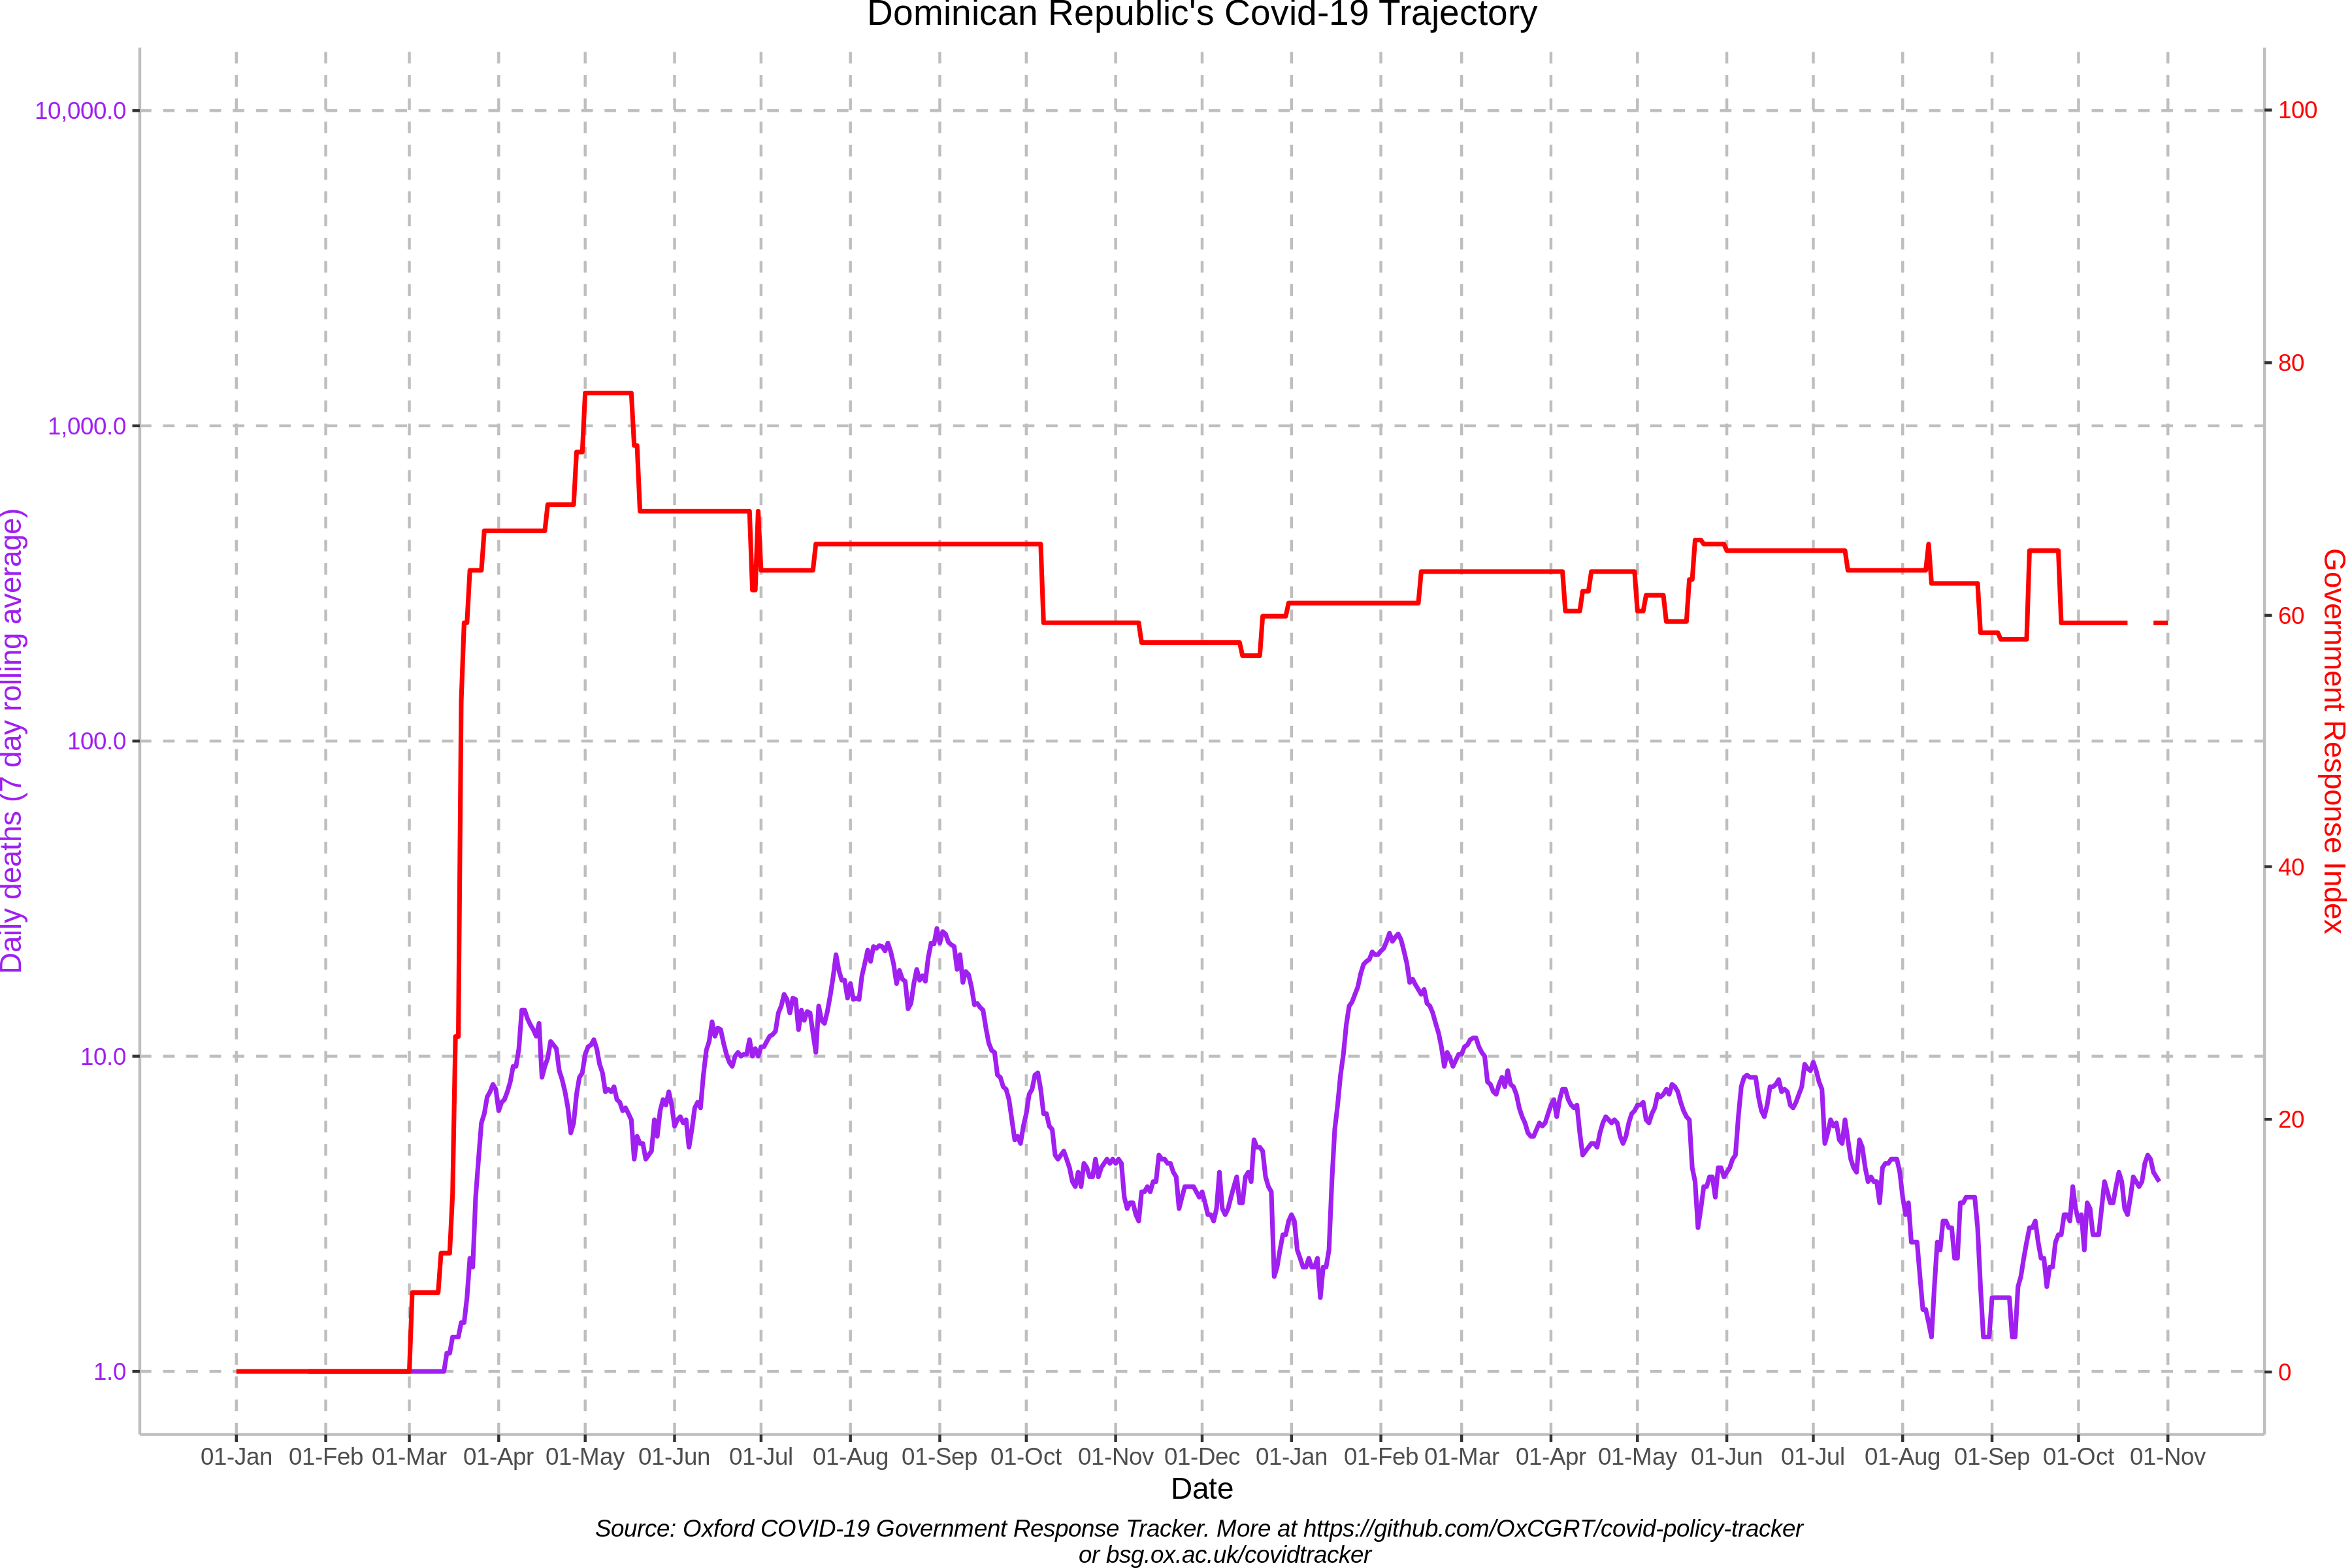 Dominican Republic's Covid-19 Trajectory
10,000.0
1,000.0
100.0
10.0
1.0
Daily deaths (7 day rolling average)
100
80
60
40
20
0
Government Response Index
01-Jan 01-Feb 01-Mar 01-Apr 01-May 01-Jun 01-Jul 01-Aug 01-Sep 01-Oct 01-Nov 01-Dec 01-Jan 01-Feb 01-Mar 01-Apr 01-May 01-Jun 01-Jul 01-Aug 01-Sep 01-Oct 01-Nov
Date
Source: Oxford COVID-19 Government Response Tracker. More at https://github.com/OxCGRT/covid-policy-tracker
or bsg.ox.ac.uk/covidtracker